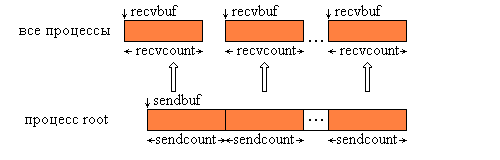 recvbuf recvbuf recvbuf
все процессы
...
recvcount recvcount recvcount
sendbuf
процесс root ...
sendcount sendcount sendcount